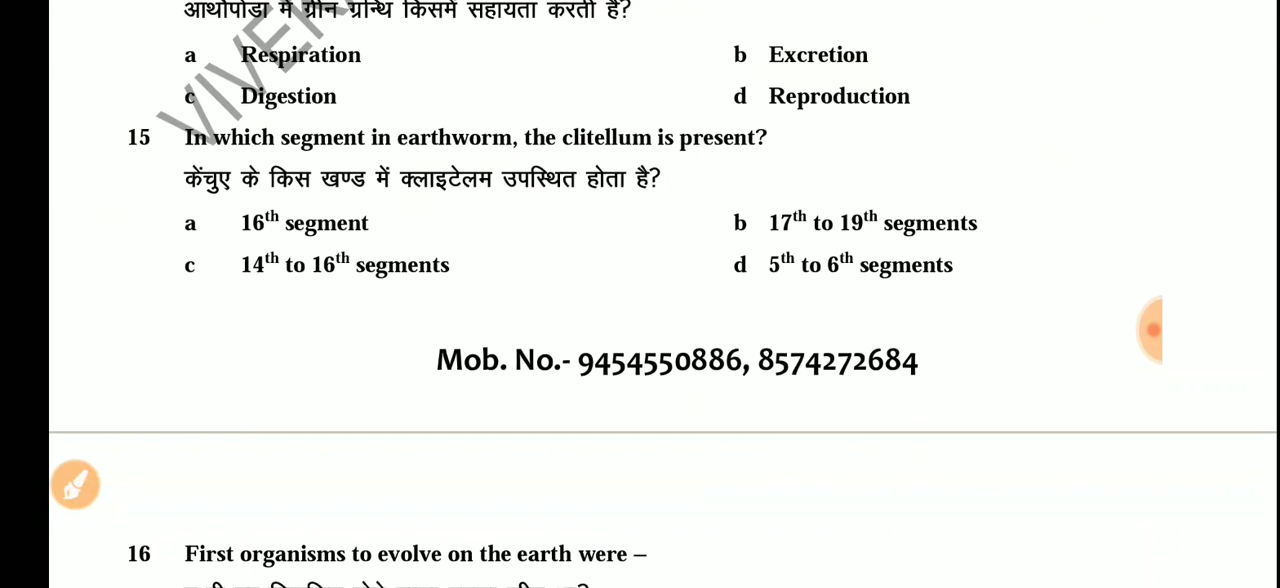 आर्थोपोडा में ग्रीन ग्रन्थि किसमें सहायता करती है?
a Respiration b Excretion
c Digestion d Reproduction
15 In which segment in earthworm, the clitellum is present?
केंचुए के किस खण्ड में क्लाइटेलम उपस्थित होता है?
a 16th segment b 17th to 19th segments
c 14th to 16th segments d 5th to 6th segments
Mob. No.- 9454550886, 8574272684
16 First organisms to evolve on the earth were –